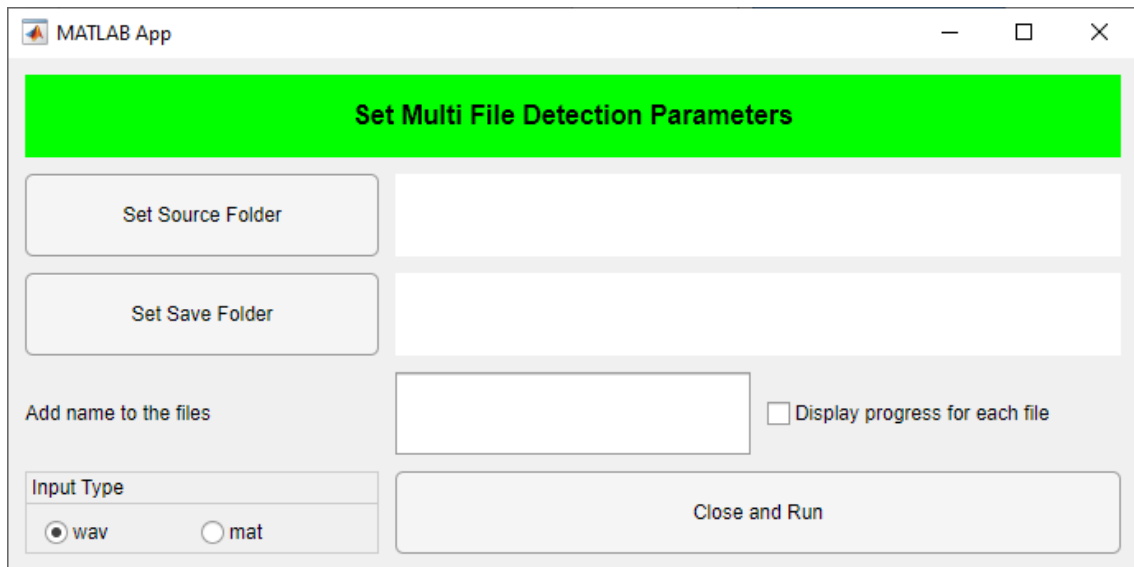 MATLAB App
Set Multi File Detection Parameters
Set Source Folder
Set Save Folder
Add name to the files
Display progress for each file
Input Type
wav mat
Close and Run